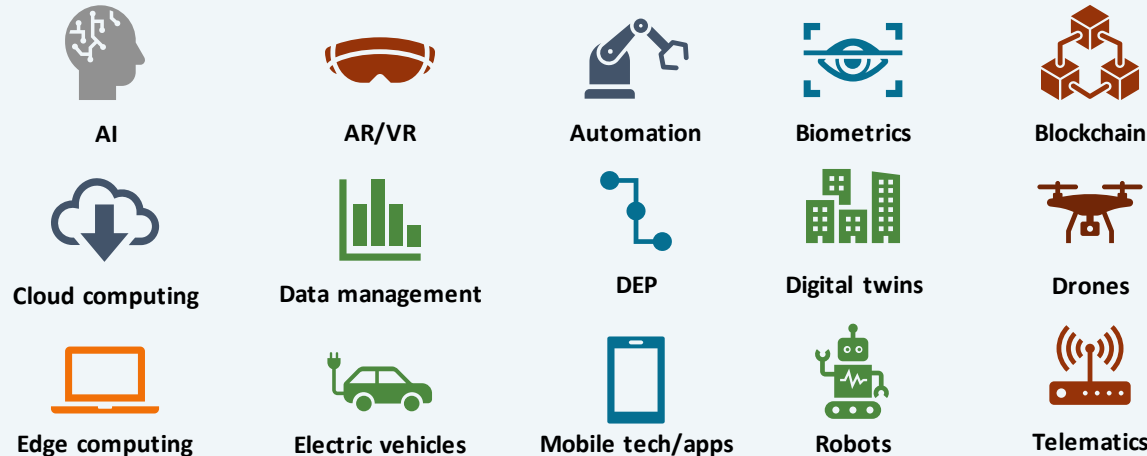 AI
AR/VR
Automation
Biometrics
Blockchain
Cloud computing
Data management
DEP
Digital twins
Drones
Edge computing
Electric vehicles
Mobile tech/apps
Robots
Telematics